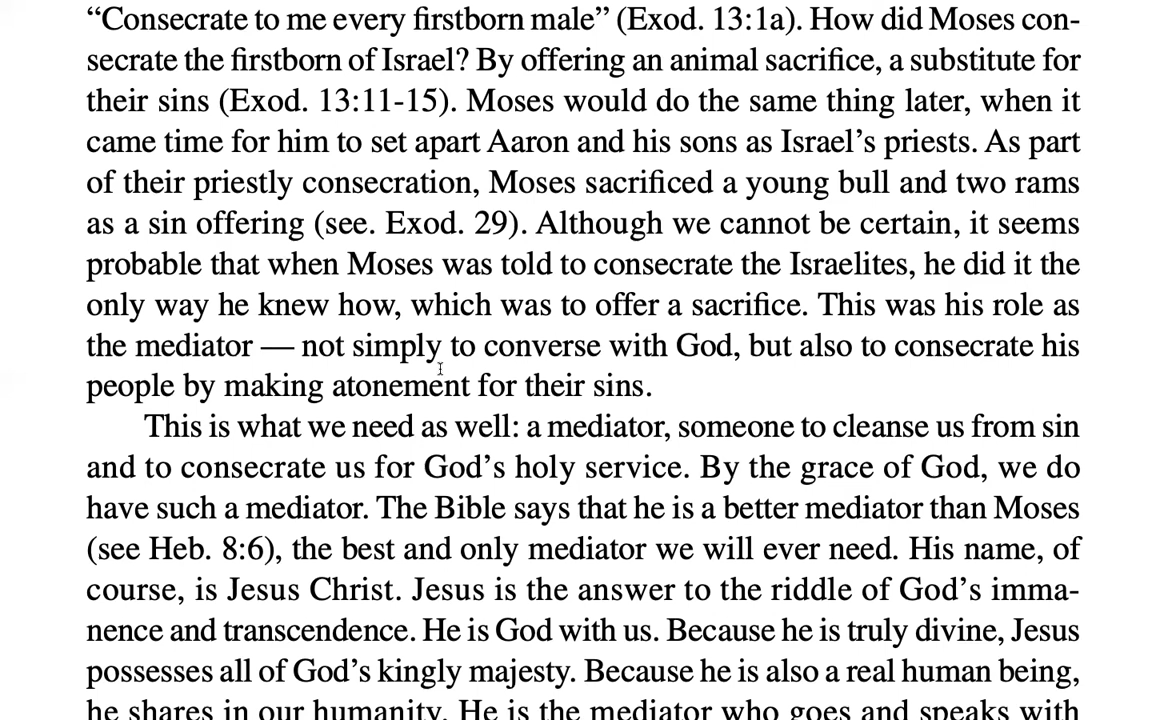 “Consecrate to me every firstborn male” (Exod. 13:1a). How did Moses con-
secrate the firstborn of Israel? By offering an animal sacrifice, a substitute for
their sins (Exod. 13:11-15). Moses would do the same thing later, when it
came time for him to set apart Aaron and his sons as Israel’s priests. As part
of their priestly consecration, Moses sacrificed a young bull and two rams
as a sin offering (see. Exod. 29). Although we cannot be certain, it seems
probable that when Moses was told to consecrate the Israelites, he did it the
only way he knew how, which was to offer a sacrifice. This was his role as
the mediator — not simply to converse with God, but also to consecrate his
people by making atonement for their sins.
This is what we need as well: a mediator, someone to cleanse us from sin
and to consecrate us for God’s holy service. By the grace of God, we do
have such a mediator. The Bible says that he is a better mediator than Moses
(see Heb. 8:6), the best and only mediator we will ever need. His name, of
course, is Jesus Christ. Jesus is the answer to the riddle of God’s imma-
nence and transcendence. He is God with us. Because he is truly divine, Jesus
possesses all of God’s kingly majesty. Because he is also a real human being,
he shares in our humanity. He is the mediator who goes and speaks with